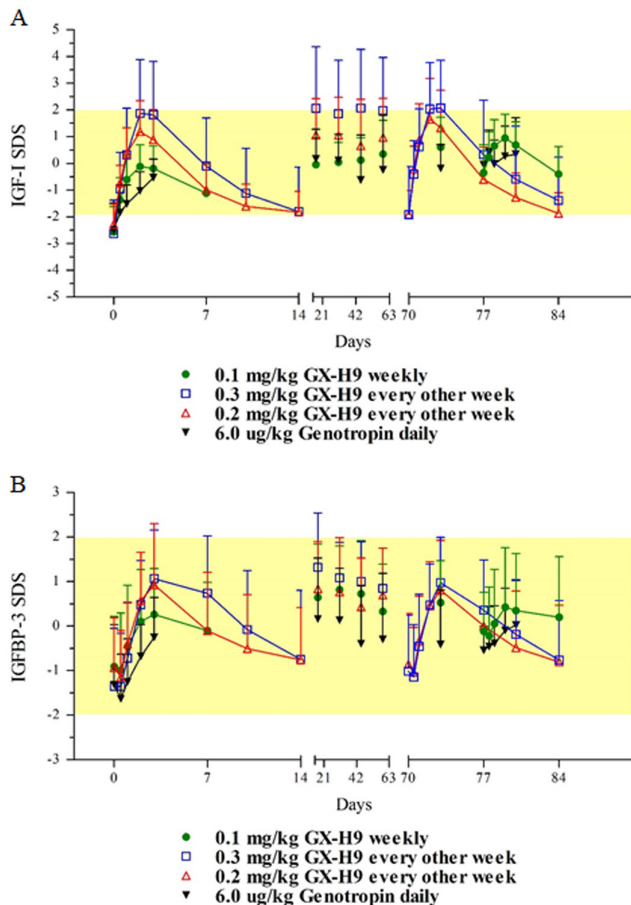 A
IGF-I SDS
5
4
3
2
1
0
-1
-2
-3
-4
-5
0 7 14 21 42 63 70 77 84
Days
0.1 mg/kg GX-H9 weekly
0.3 mg/kg GX-H9 every other week
0.2 mg/kg GX-H9 every other week
6.0 ug/kg Genotropin daily
B
IGFBP-3 SDS
3
2
1
0
-1
-2
-3
0 7 14 21 42 63 70 77 84
Days
0.1 mg/kg GX-H9 weekly
0.3 mg/kg GX-H9 every other week
0.2 mg/kg GX-H9 every other week
6.0 ug/kg Genotropin daily